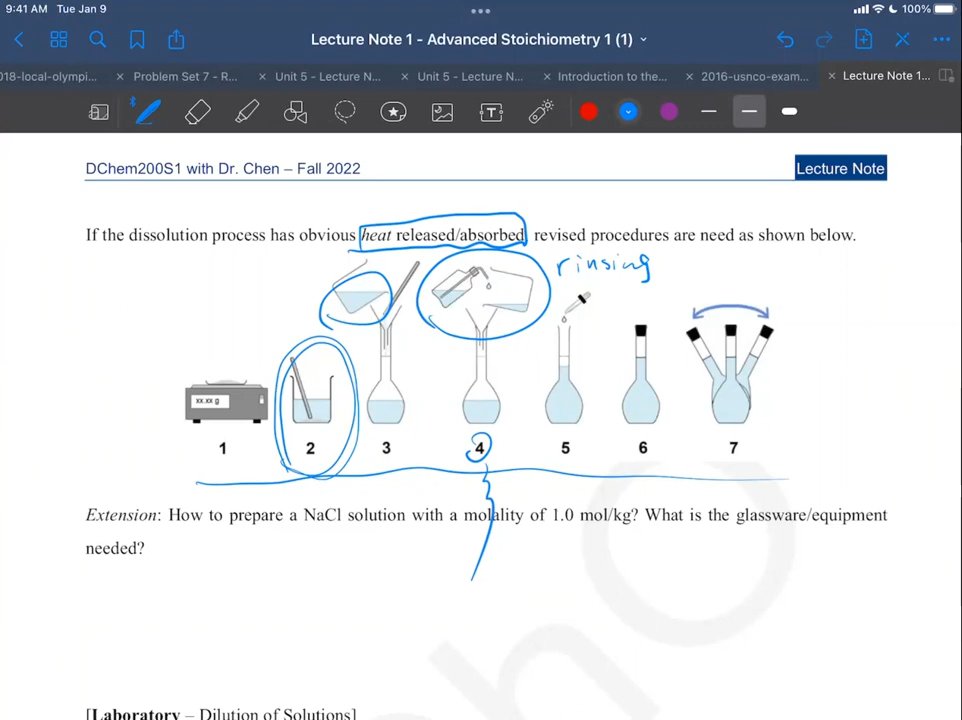 9:41 AM Tue Jan 9
100%
Lecture Note 1 - Advanced Stoichiometry 1 (1)
018-local-olympi...
Problem Set 7 - R...
Unit 5 - Lecture N...
Unit 5 - Lecture N...
Introduction to the...
2016-usnco-exam...
Lecture Note 1...
DChem200S1 with Dr. Chen – Fall 2022
Lecture Note
If the dissolution process has obvious heat released/absorbed, revised procedures are need as shown below.
rinsing
xx.xx g
1 2 3 4 5 6 7
Extension: How to prepare a NaCl solution with a molality of 1.0 mol/kg? What is the glassware/equipment
needed?
[Laboratory – Dilution of Solutions]